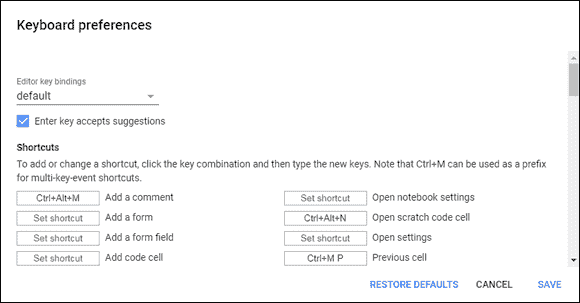 Keyboard preferences
Editor key bindings
default
Enter key accepts suggestions
Shortcuts
To add or change a shortcut, click the key combination and then type the new keys. Note that Ctrl+M can be used as a prefix
for multi-key-event shortcuts.
Ctrl+Alt+M Add a comment Set shortcut Open notebook settings
Set shortcut Add a form Ctrl+Alt+N Open scratch code cell
Set shortcut Add a form field Set shortcut Open settings
Set shortcut Add code cell Ctrl+M P Previous cell
RESTORE DEFAULTS CANCEL SAVE